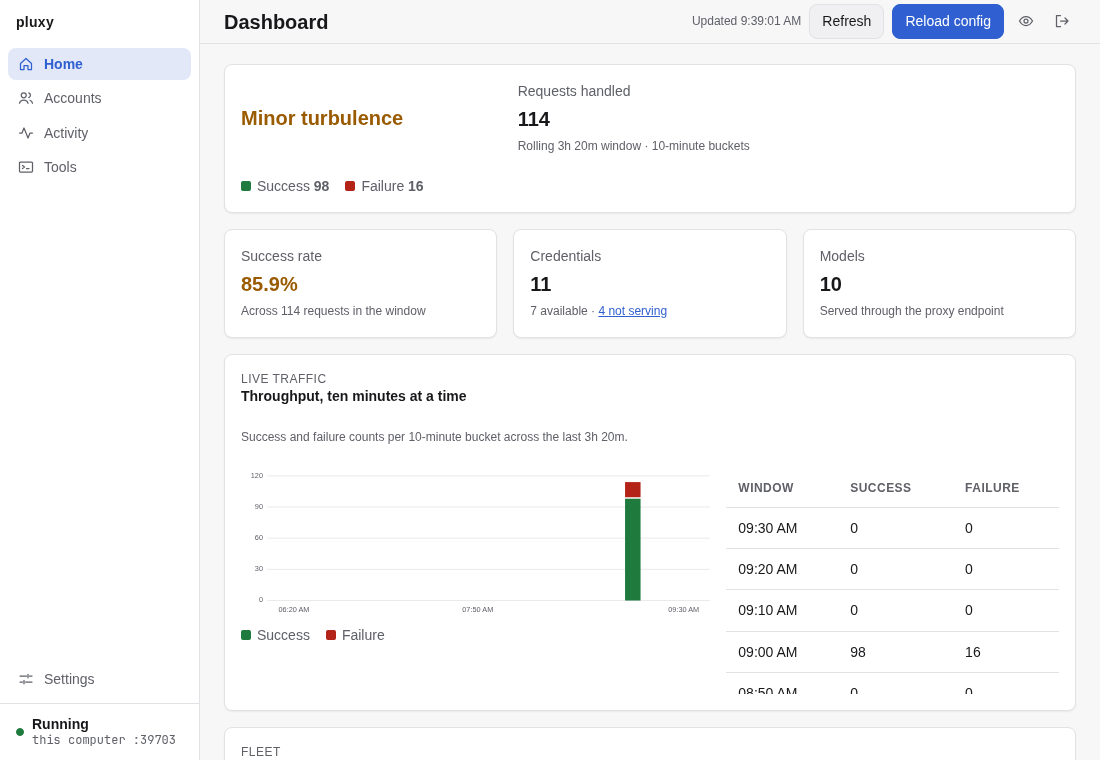 pluxy
Home
Accounts
Activity
Tools
Settings
Running
this computer :39703
Dashboard
Updated 9:39:01 AM
Refresh
Reload config
Minor turbulence
Requests handled
114
Rolling 3h 20m window · 10-minute buckets
Success 98 Failure 16
Success rate
85.9%
Across 114 requests in the window
Credentials
11
7 available · 4 not serving
Models
10
Served through the proxy endpoint
LIVE TRAFFIC
Throughput, ten minutes at a time
Success and failure counts per 10-minute bucket across the last 3h 20m.
120
90
60
30
0
06:20 AM 07:50 AM 09:30 AM
Success Failure
WINDOW SUCCESS FAILURE
09:30 AM 0 0
09:20 AM 0 0
09:10 AM 0 0
09:00 AM 98 16
08:50 AM 0 0
FLEET